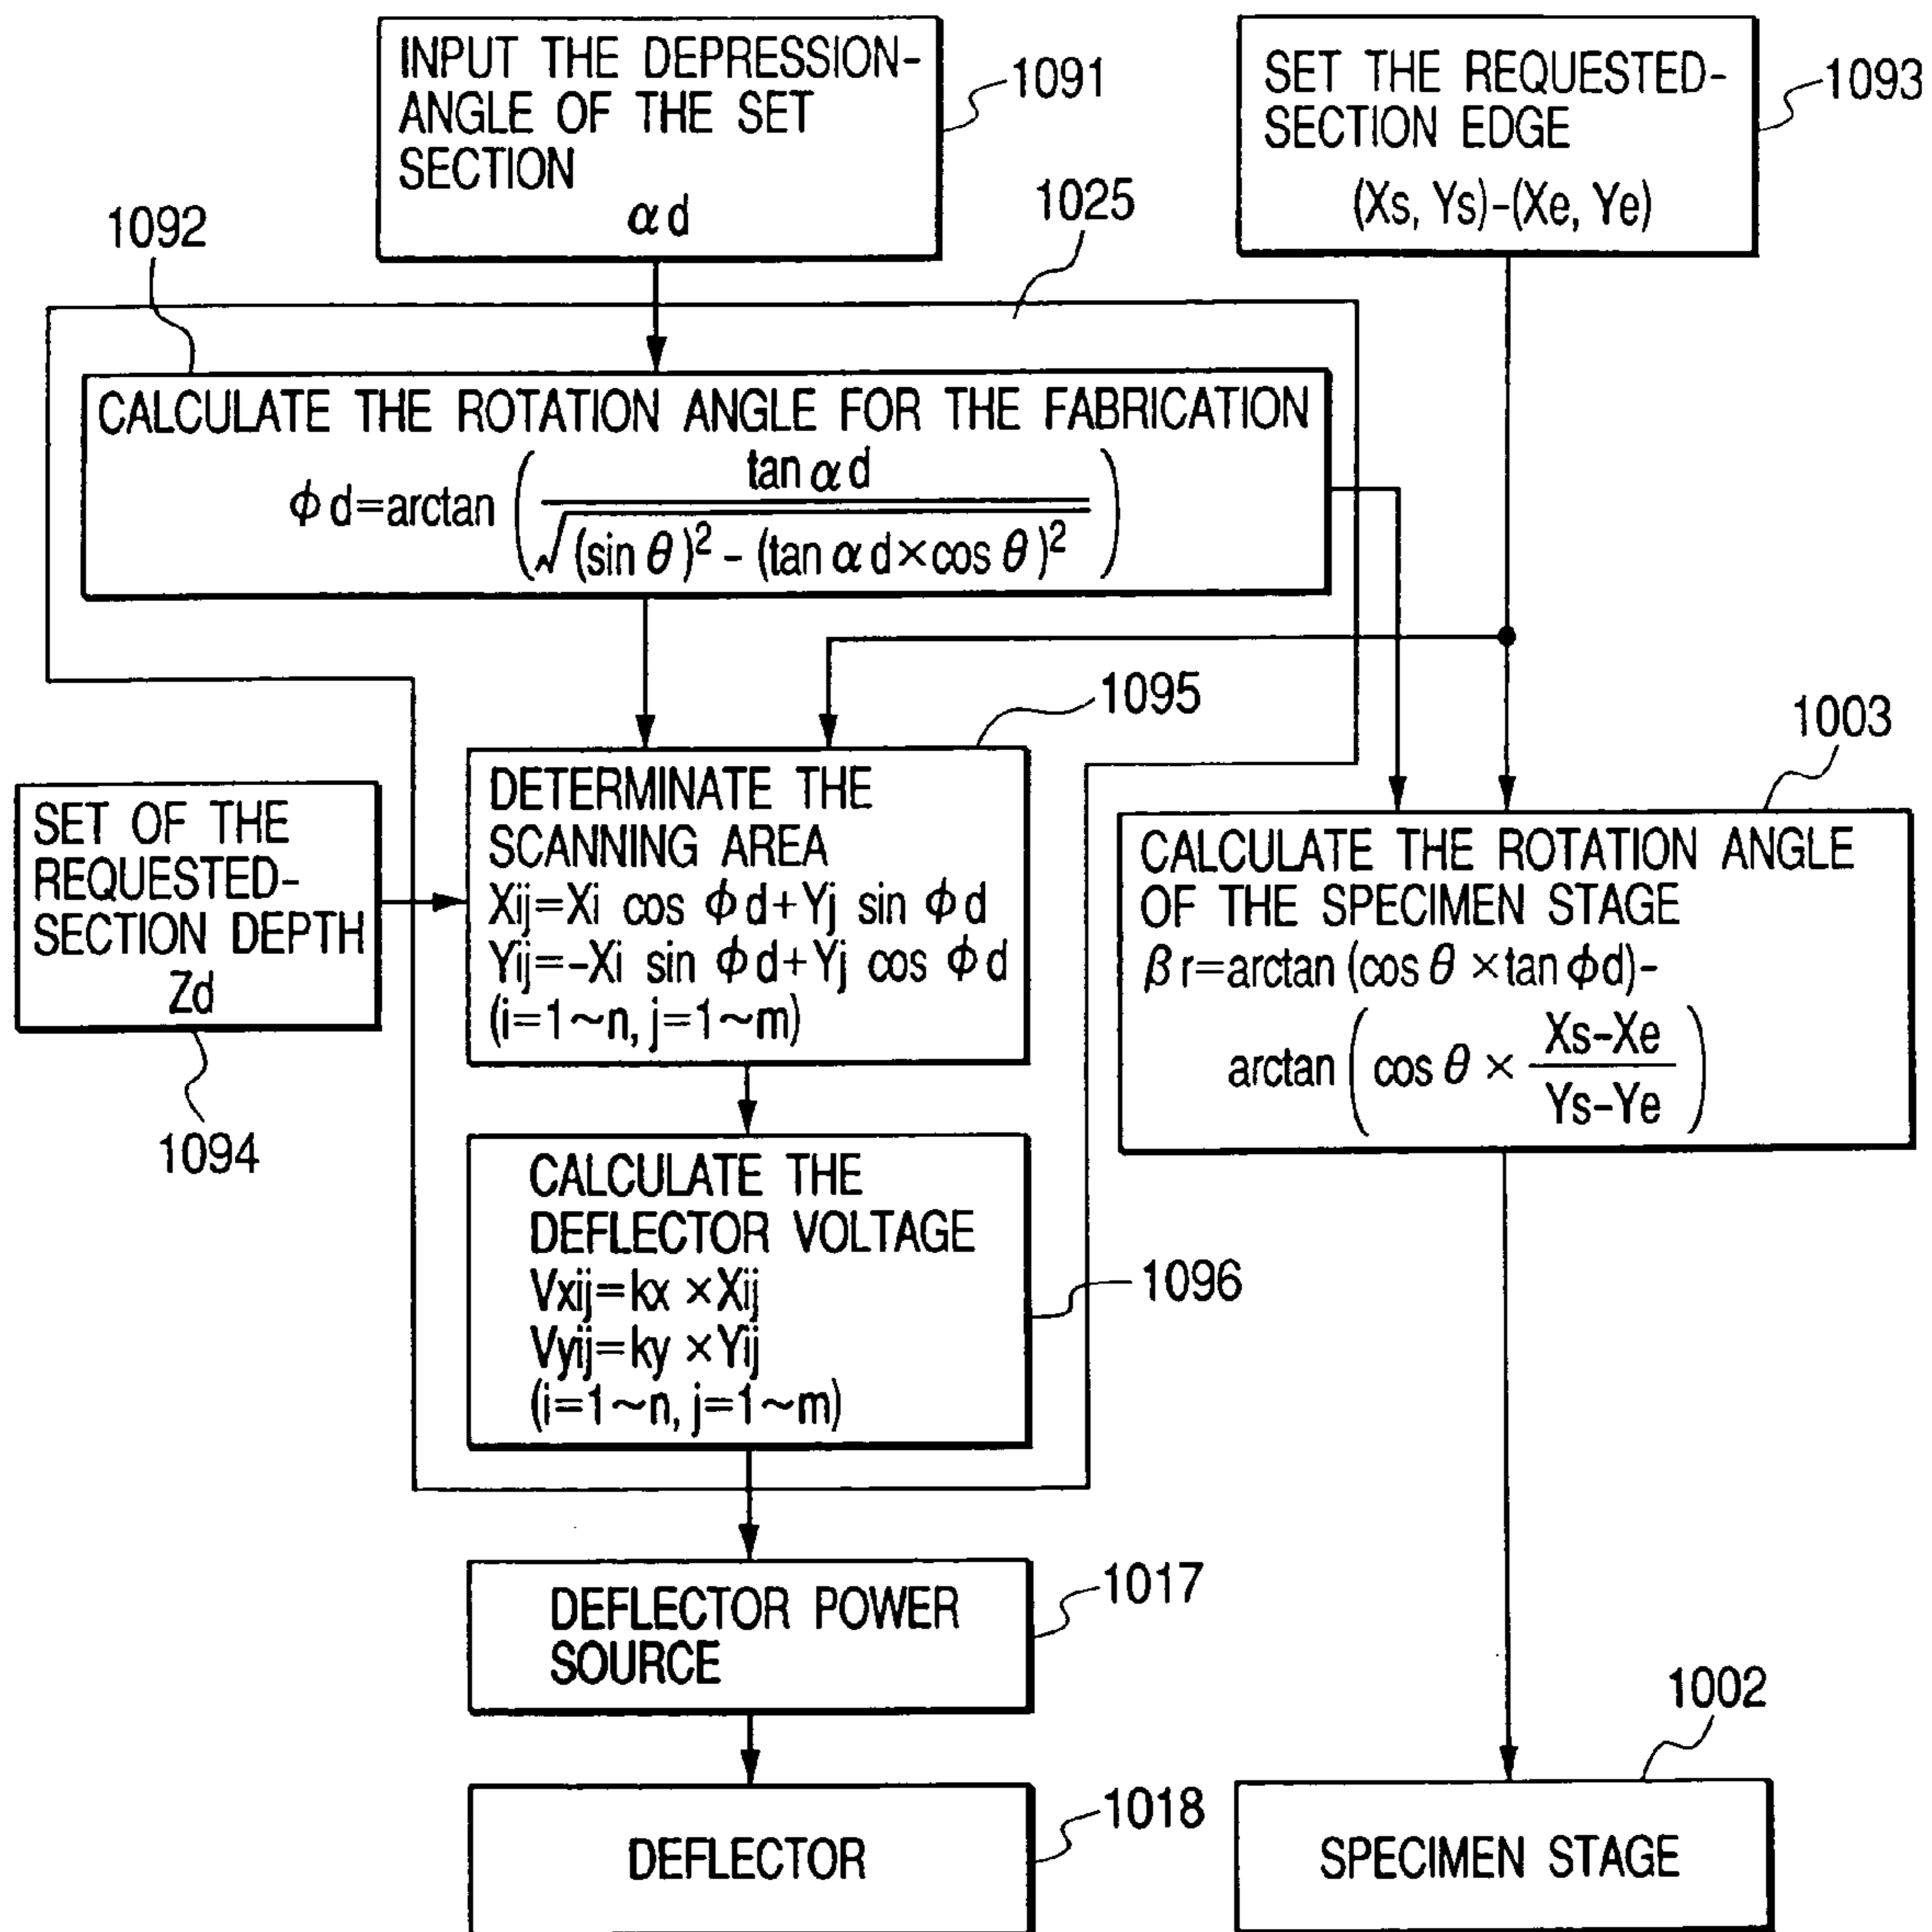 INPUT THE DEPRESSION-
ANGLE OF THE SET
SECTION
αd
1091
SET THE REQUESTED-
SECTION EDGE
(Xs, Ys)-(Xe, Ye)
1093
1092
1025
CALCULATE THE ROTATION ANGLE FOR THE FABRICATION
ϕd=arctan ( tan αd / √(sin θ)² - (tan αd×cos θ)² )
1095
1003
SET OF THE
REQUESTED-
SECTION DEPTH
Zd
1094
DETERMINATE THE
SCANNING AREA
Xij=Xi cos ϕd+Yj sin ϕd
Yij=-Xi sin ϕd+Yj cos ϕd
(i=1~n, j=1~m)
CALCULATE THE ROTATION ANGLE
OF THE SPECIMEN STAGE
βr=arctan (cos θ ×tan ϕd)-
arctan ( cos θ × Xs-Xe / Ys-Ye )
CALCULATE THE
DEFLECTOR VOLTAGE
Vxij=kx ×Xij
Vyij=ky ×Yij
(i=1~n, j=1~m)
1096
DEFLECTOR POWER
SOURCE
1017
1002
DEFLECTOR
1018
SPECIMEN STAGE